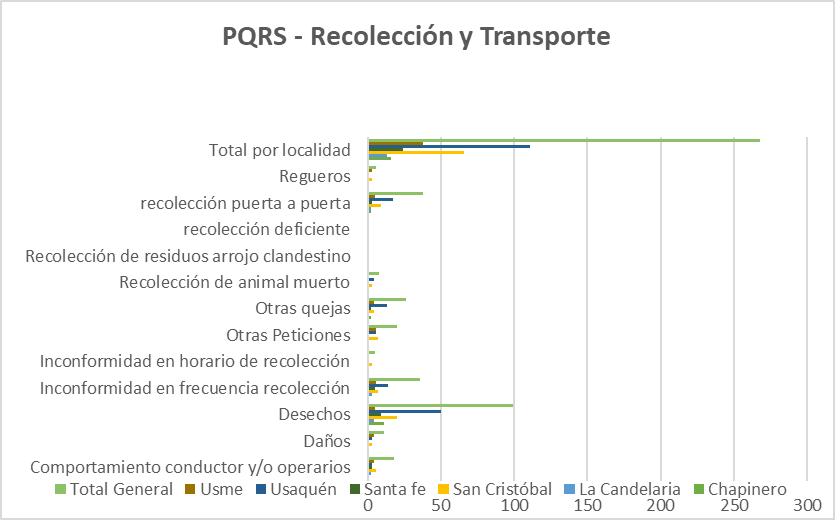 PQRS - Recolección y Transporte
Total por localidad
Regueros
recolección puerta a puerta
recolección deficiente
Recolección de residuos arrojo clandestino
Recolección de animal muerto
Otras quejas
Otras Peticiones
Inconformidad en horario de recolección
Inconformidad en frecuencia recolección
Desechos
Daños
Comportamiento conductor y/o operarios
Total General Usme Usaquén Santa fe San Cristóbal La Candelaria Chapinero
0 50 100 150 200 250 300